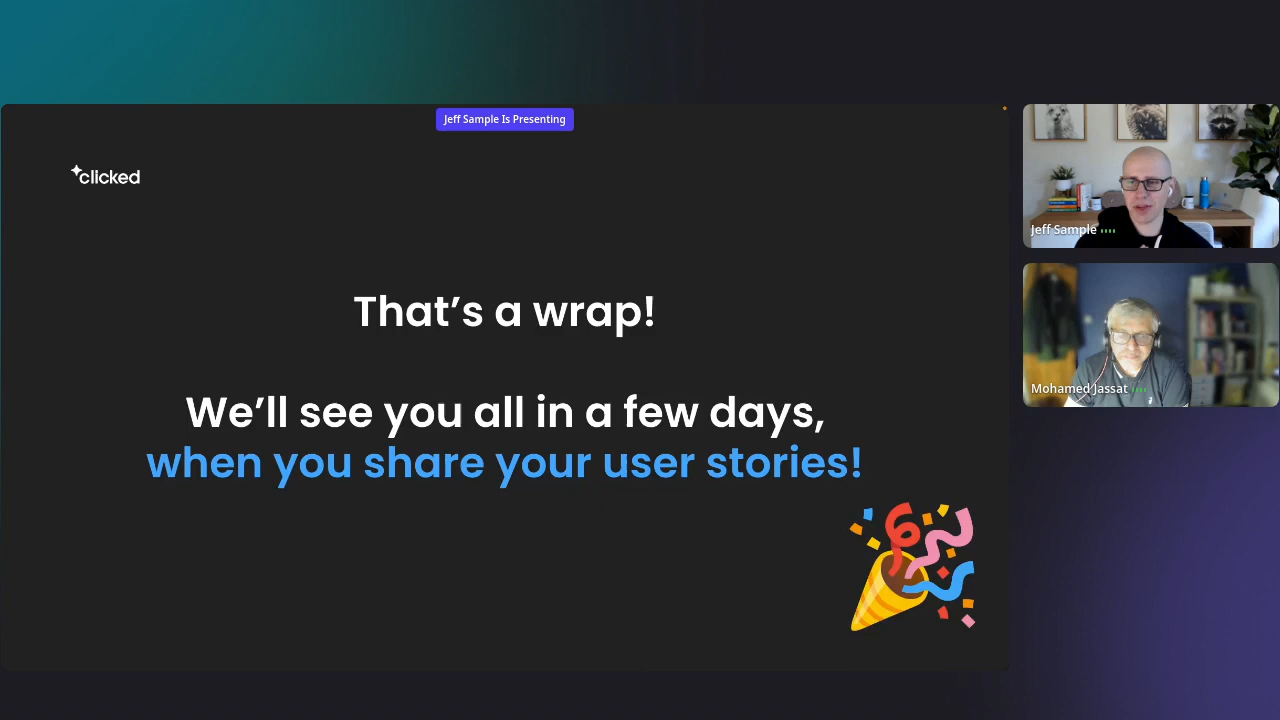 Jeff Sample Is Presenting
clicked
That's a wrap!
We'll see you all in a few days,
when you share your user stories!
Jeff Sample
Mohamed Jassat